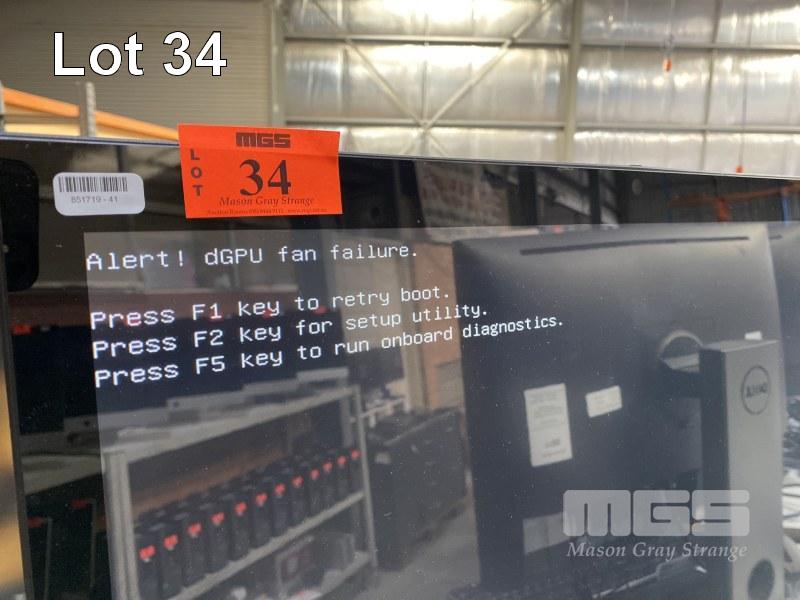 Lot 34
MGS
LOT
34
Mason Gray Strange
851719 - 41
Alert! dGPU fan failure.
Press F1 key to retry boot.
Press F2 key for setup utility.
Press F5 key to run onboard diagnostics.
DELL
MGS
Mason Gray Strange